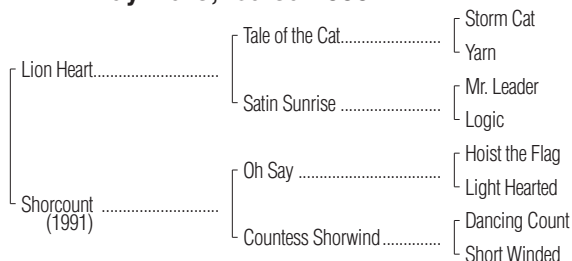 Storm Cat
Tale of the Cat
Yarn
Lion Heart
Mr. Leader
Satin Sunrise
Logic
Hoist the Flag
Oh Say
Light Hearted
Shorcount
(1991)
Dancing Count
Countess Shorwind
Short Winded